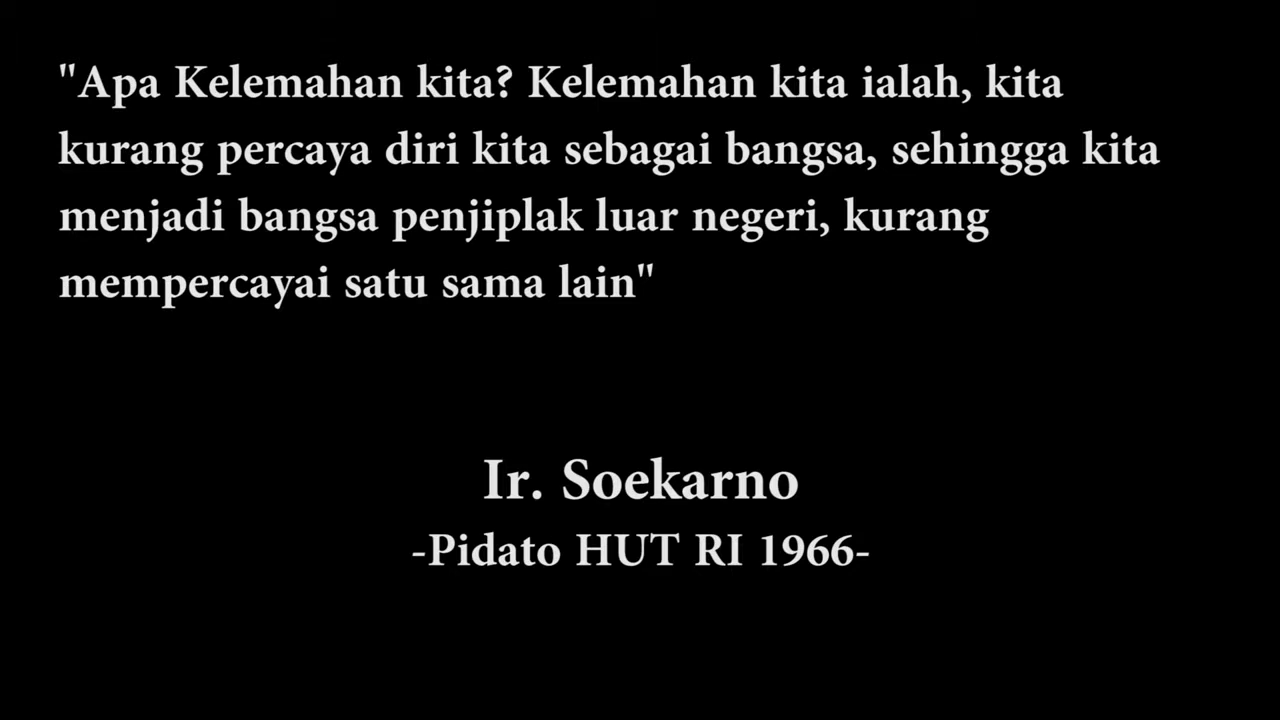 "Apa Kelemahan kita? Kelemahan kita ialah, kita
kurang percaya diri kita sebagai bangsa, sehingga kita
menjadi bangsa penjiplak luar negeri, kurang
mempercayai satu sama lain"
Ir. Soekarno
-Pidato HUT RI 1966-